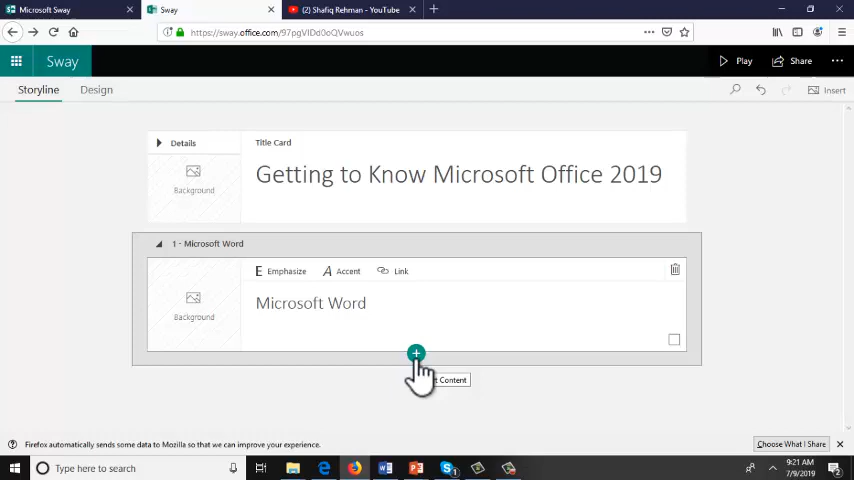 Microsoft Sway
Sway
(2) Shafiq Rehman - YouTube
https://sway.office.com/97pgVIDd0oQVwuos
Sway
Play
Share
Storyline
Design
Insert
Details
Background
Title Card
Getting to Know Microsoft Office 2019
1 - Microsoft Word
Emphasize
Accent
Link
Background
Microsoft Word
Content
Firefox automatically sends some data to Mozilla so that we can improve your experience.
Choose What I Share
Type here to search
9:21 AM
7/9/2019